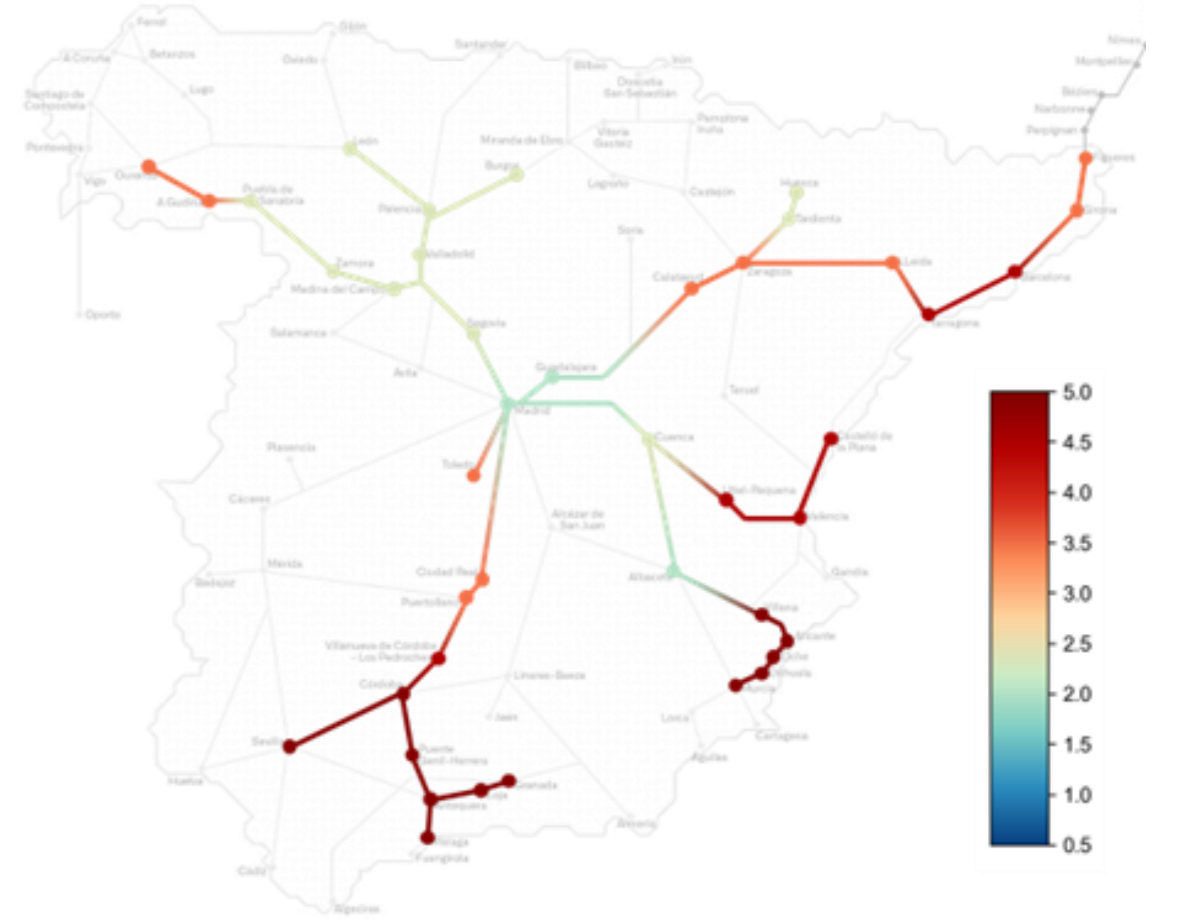 Nimes
Ferrol
Gijón
Montpellier
A Coruña
Betanzos
Santander
Oviedo
Bilbao
Irún
Donostia
San Sebastián
Béziers
Santiago de
Compostela
Lugo
Narbonne
Pamplona
Iruña
Perpignan
Vitoria
Gasteiz
Miranda de Ebro
León
Pontevedra
Figueres
Burgos
Ourense
Vigo
Logroño
Huesca
Puebla de
Sanabria
Castejón
A Gudiña
Palencia
Girona
Tardienta
Soria
Valladolid
Zamora
Lleida
Zaragoza
Calatayud
Barcelona
Medina del Campo
Oporto
Segovia
Tarragona
Salamanca
Guadalajara
Ávila
Teruel
5.0
Madrid
Cuenca
Castelló de
la Plana
4.5
Plasencia
Toledo
Utiel-Requena
4.0
Cáceres
Alcázar de
San Juan
València
3.5
Mérida
Ciudad Real
Albacete
Gandia
Badajoz
3.0
Puertollano
Villena
2.5
Villanueva de Córdoba
- Los Pedroches
Alicante
Elche
Orihuela
Linares-Baeza
Córdoba
Murcia
2.0
Jaén
Lorca
Cartagena
Sevilla
Puente
Genil-Herrera
Águilas
1.5
Huelva
Granada
Loja
1.0
Antequera
Almería
Málaga
0.5
Fuengirola
Cádiz
Algeciras